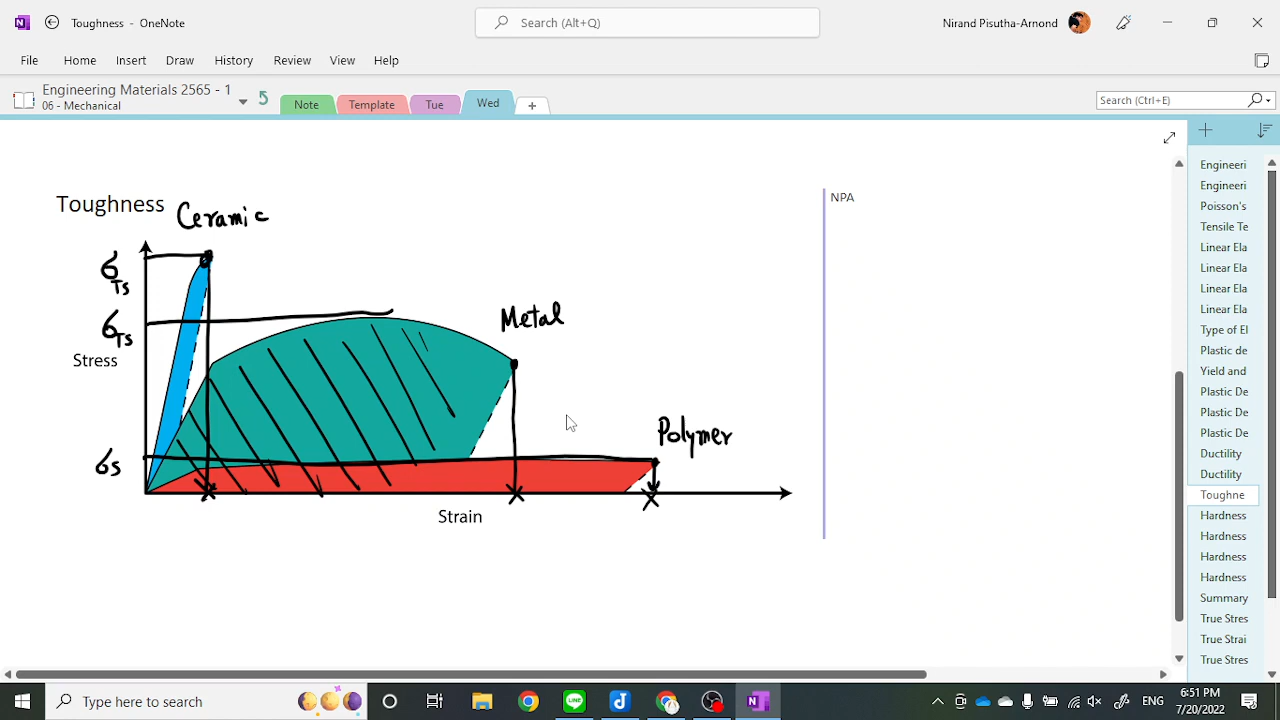 Toughness - OneNote
Search (Alt+Q)
Nirand Pisutha-Arnond
File Home Insert Draw History Review View Help
Engineering Materials 2565 - 1
06 - Mechanical
Note Template Tue Wed
Search (Ctrl+E)
Toughness
Ceramic
NPA
σTs
σTs
Metal
Stress
Polymer
σs
Strain
Engineeri
Engineeri
Poisson's
Tensile Te
Linear Ela
Linear Ela
Linear Ela
Linear Ela
Type of El
Plastic de
Yield and
Plastic De
Plastic De
Plastic De
Ductility
Ductility
Toughne
Hardness
Hardness
Hardness
Hardness
Summary
True Stres
True Strai
True Stres
Type here to search
6:51 PM
7/20/2022